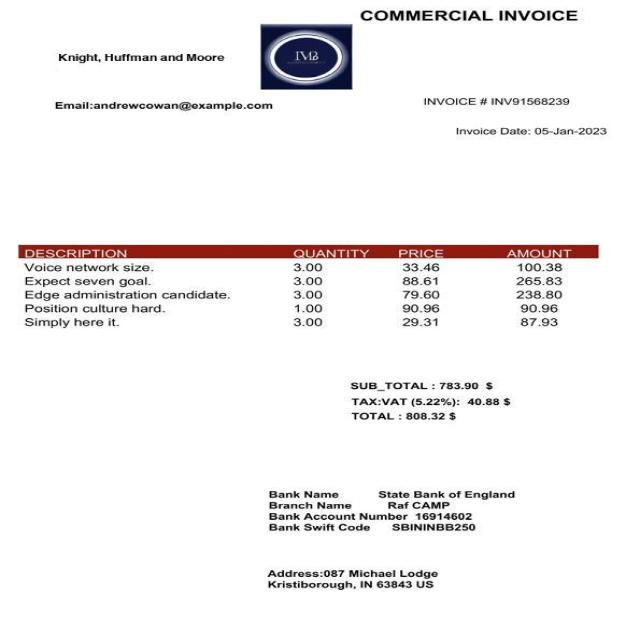 COMMERCIAL INVOICE
Knight, Huffman and Moore
Email:andrewcowan@example.com
INVOICE # INV91568239
Invoice Date: 05-Jan-2023
DESCRIPTION QUANTITY PRICE AMOUNT
Voice network size. 3.00 33.46 100.38
Expect seven goal. 3.00 88.61 265.83
Edge administration candidate. 3.00 79.60 238.80
Position culture hard. 1.00 90.96 90.96
Simply here it. 3.00 29.31 87.93
SUB_TOTAL : 783.90 $
TAX:VAT (5.22%): 40.88 $
TOTAL : 808.32 $
Bank Name State Bank of England
Branch Name Raf CAMP
Bank Account Number 16914602
Bank Swift Code SBININBB250
Address:087 Michael Lodge
Kristiborough, IN 63843 US